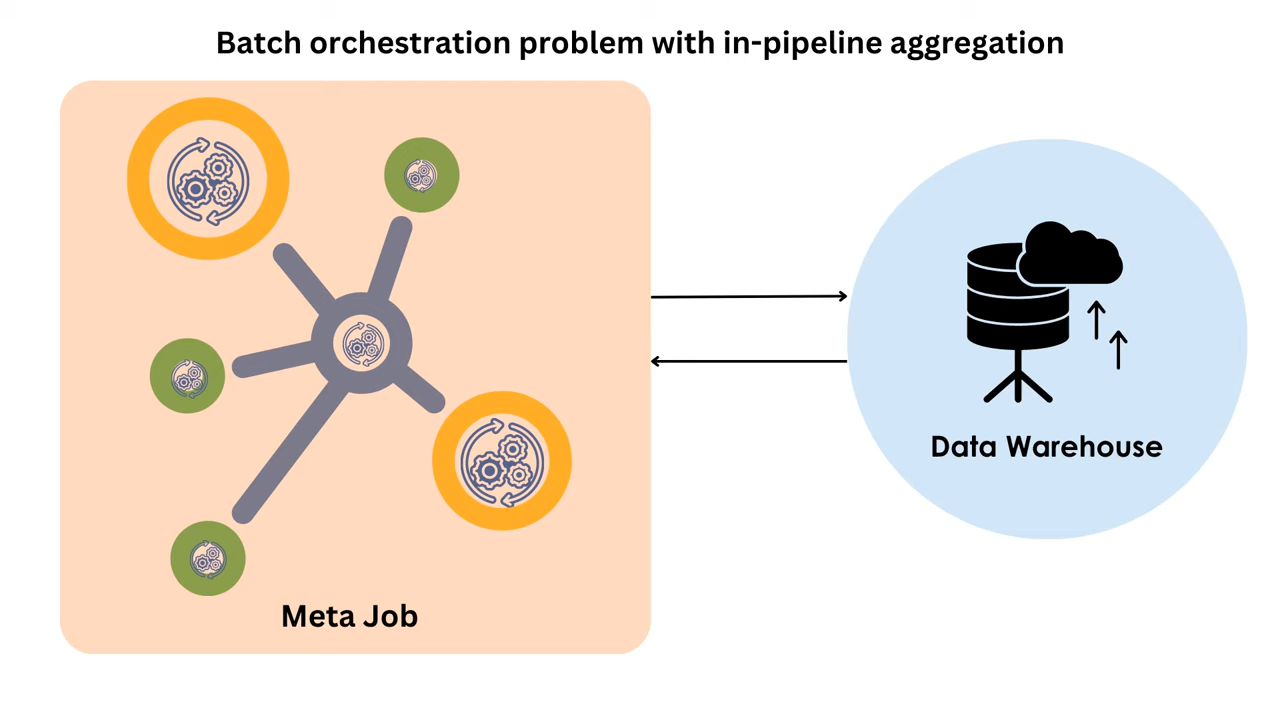 Batch orchestration problem with in-pipeline aggregation
Data Warehouse
Meta Job